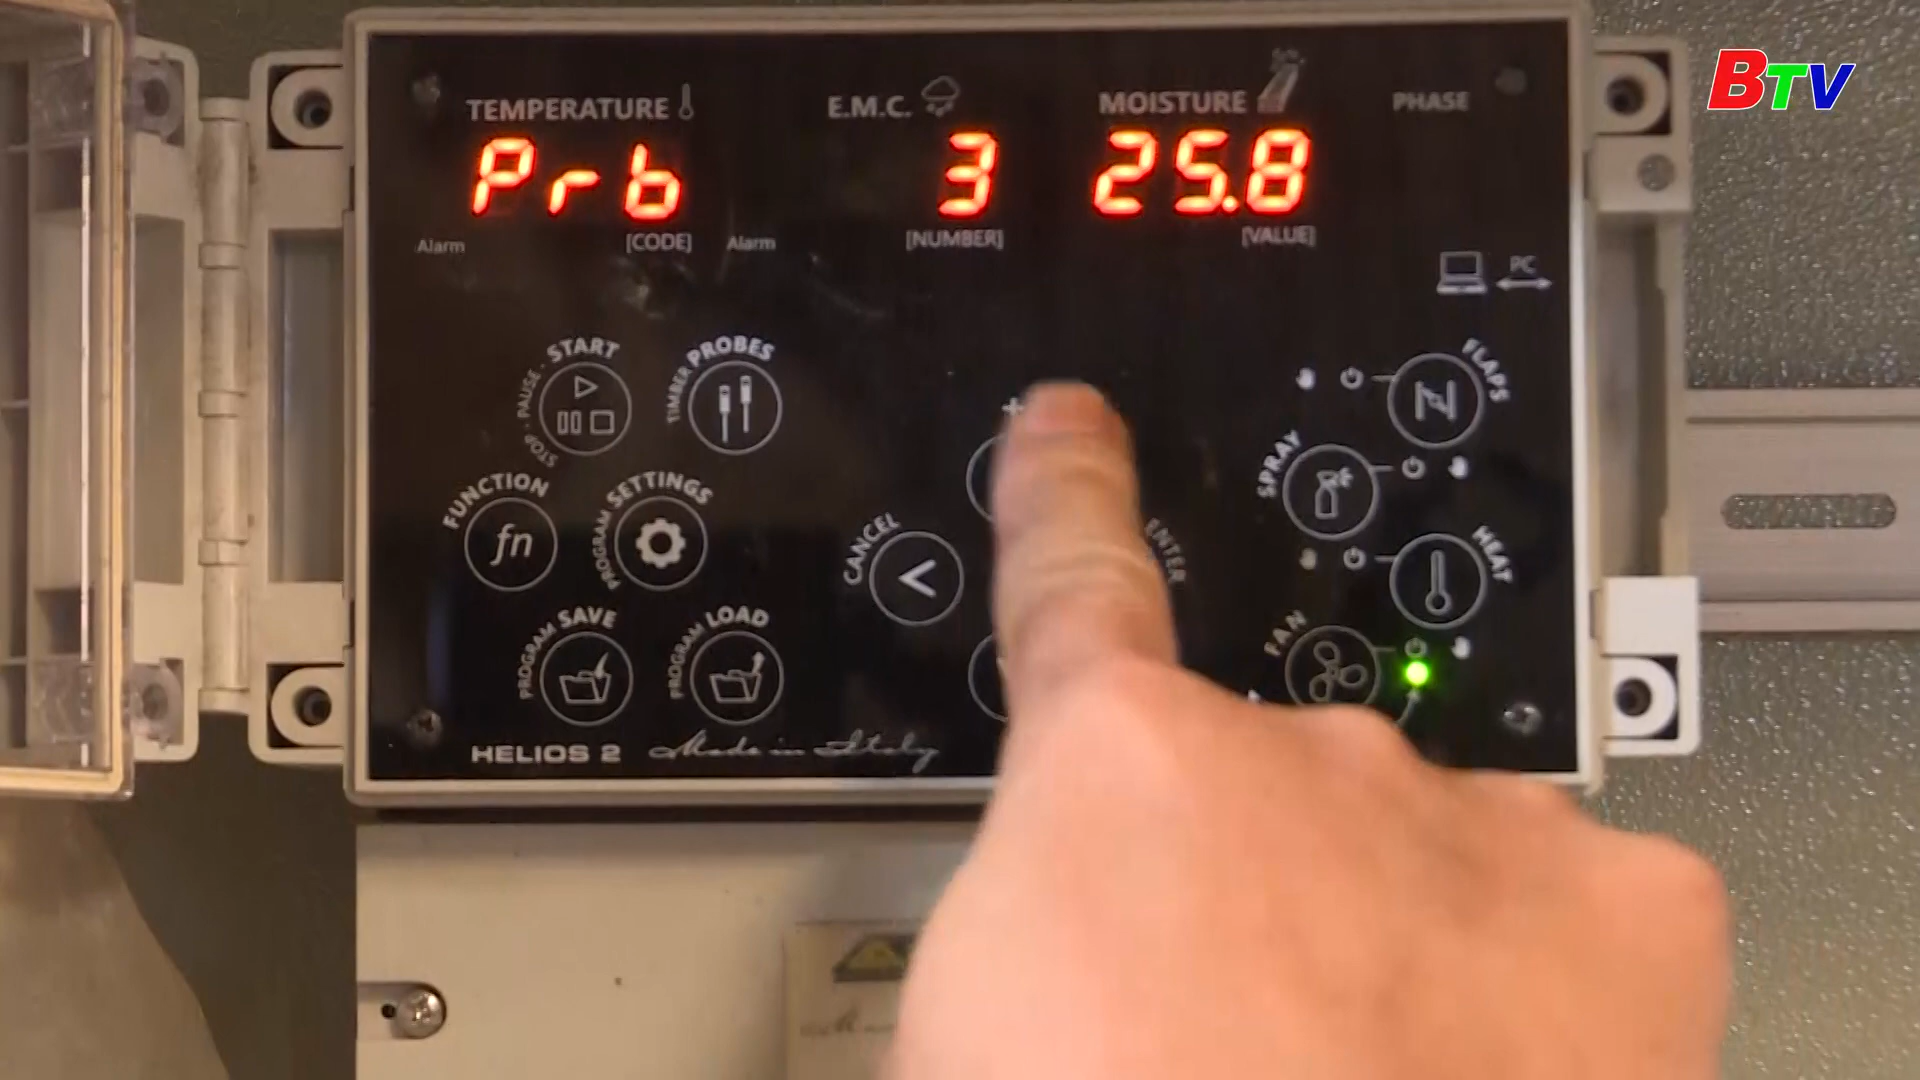 BTV
TEMPERATURE E.M.C. MOISTURE PHASE
Prb 3 25.8
Alarm [CODE] Alarm [NUMBER] [VALUE]
PC
STOP - PAUSE - START
TIMBER PROBES
FLAPS
+
SPRAY
FUNCTION
fn
PROGRAM SETTINGS
CANCEL
<
ENTER
HEAT
PROGRAM SAVE
PROGRAM LOAD
FAN
HELIOS 2 Made in Italy